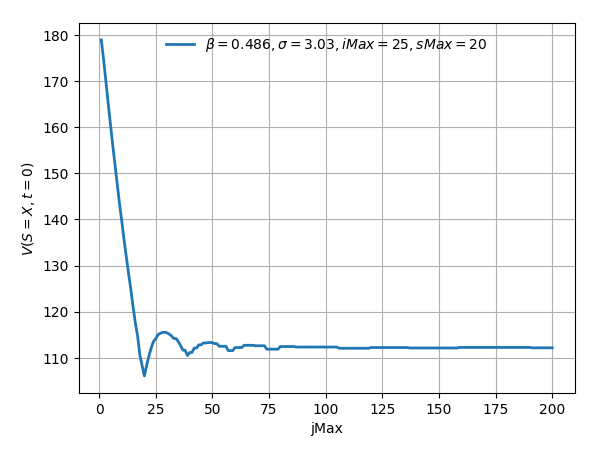 180
170
160
150
140
130
120
110
V(S = X, t = 0)
β = 0.486, σ = 3.03, iMax = 25, sMax = 20
0 25 50 75 100 125 150 175 200
jMax